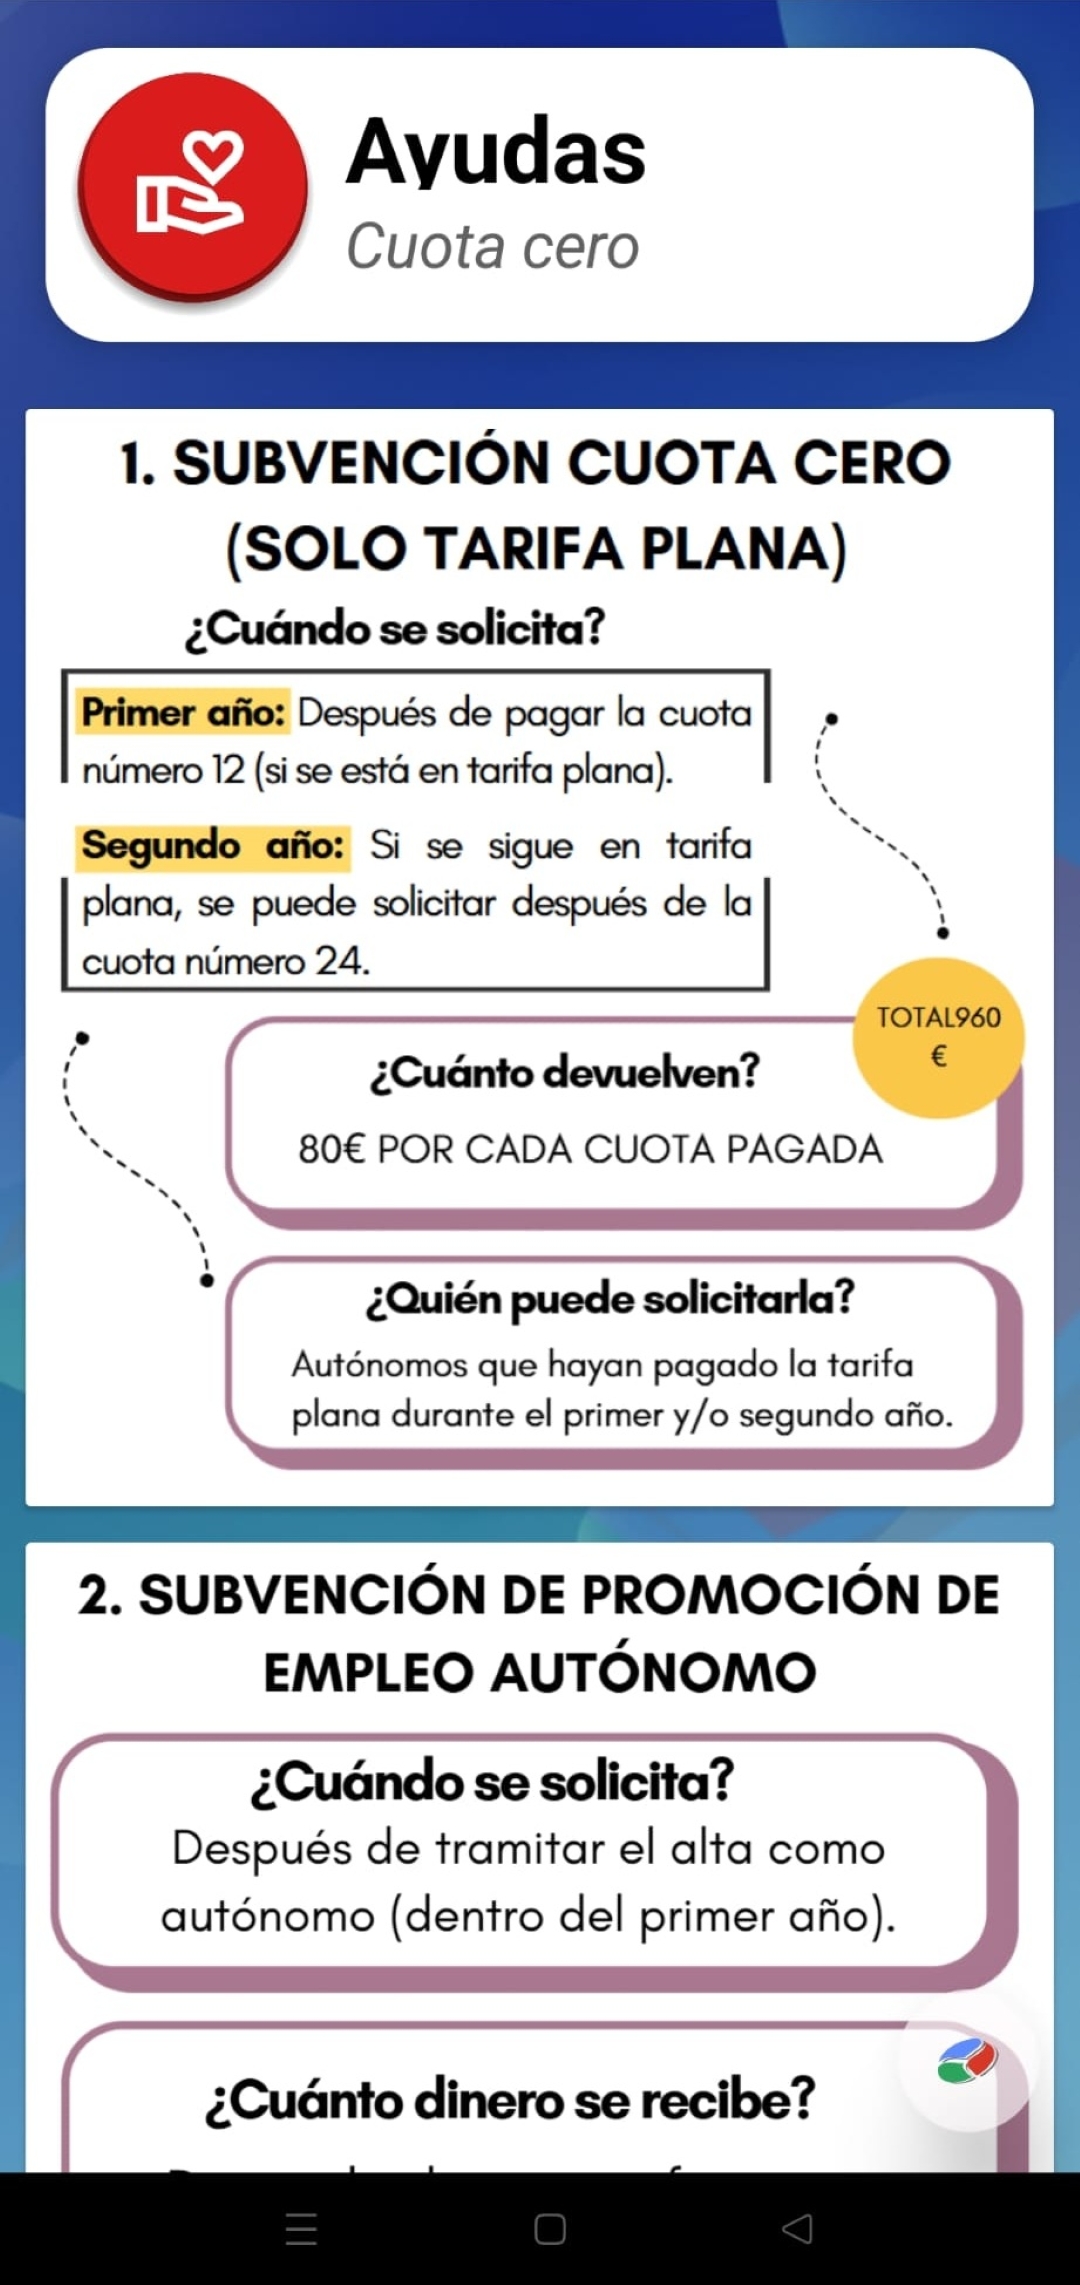 Ayudas
Cuota cero
1. SUBVENCIÓN CUOTA CERO
(SOLO TARIFA PLANA)
¿Cuándo se solicita?
Primer año: Después de pagar la cuota
número 12 (si se está en tarifa plana).
Segundo año: Si se sigue en tarifa
plana, se puede solicitar después de la
cuota número 24.
TOTAL960
€
¿Cuánto devuelven?
80€ POR CADA CUOTA PAGADA
¿Quién puede solicitarla?
Autónomos que hayan pagado la tarifa
plana durante el primer y/o segundo año.
2. SUBVENCIÓN DE PROMOCIÓN DE
EMPLEO AUTÓNOMO
¿Cuándo se solicita?
Después de tramitar el alta como
autónomo (dentro del primer año).
¿Cuánto dinero se recibe?